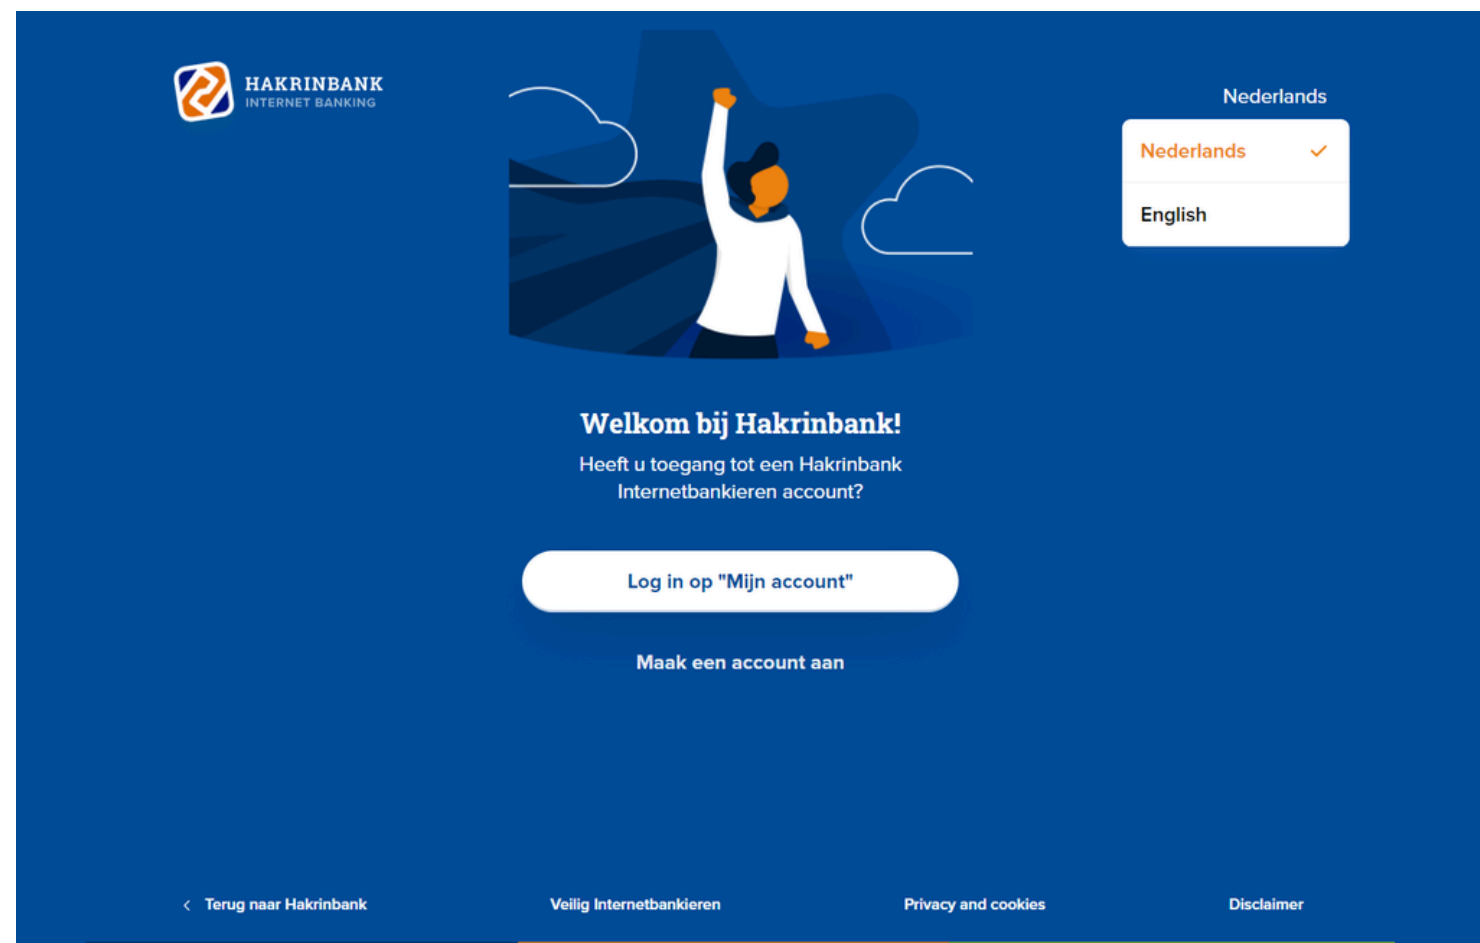 HAKRINBANK
INTERNET BANKING
Nederlands
Nederlands
English
Welkom bij Hakrinbank!
Heeft u toegang tot een Hakrinbank
Internetbankieren account?
Log in op "Mijn account"
Maak een account aan
Terug naar Hakrinbank
Veilig Internetbankieren
Privacy and cookies
Disclaimer